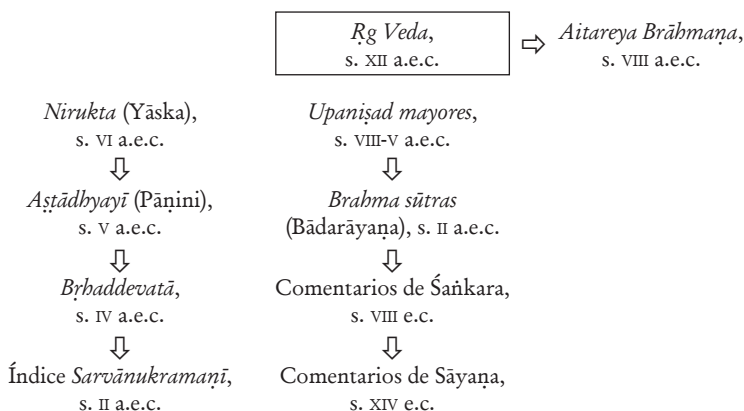 Ṛg Veda,
s. XII a.e.c.
⇨ Aitareya Brāhmaṇa,
s. VIII a.e.c.
Nirukta (Yāska),
s. VI a.e.c.
⇩
Aṣṭādhyayī (Pāṇini),
s. V a.e.c.
⇩
Bṛhaddevatā,
s. IV a.e.c.
⇩
Índice Sarvānukramaṇī,
s. II a.e.c.
Upaniṣad mayores,
s. VIII-V a.e.c.
⇩
Brahma sūtras
(Bādarāyaṇa), s. II a.e.c.
⇩
Comentarios de Śaṅkara,
s. VIII e.c.
⇩
Comentarios de Sāyaṇa,
s. XIV e.c.